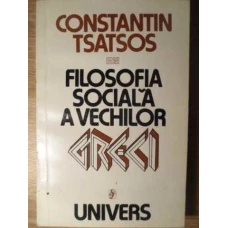 CONSTANTIN
TSATSOS
FILOSOFIA
SOCIALĂ
A VECHILOR
GRECI
UNIVERS